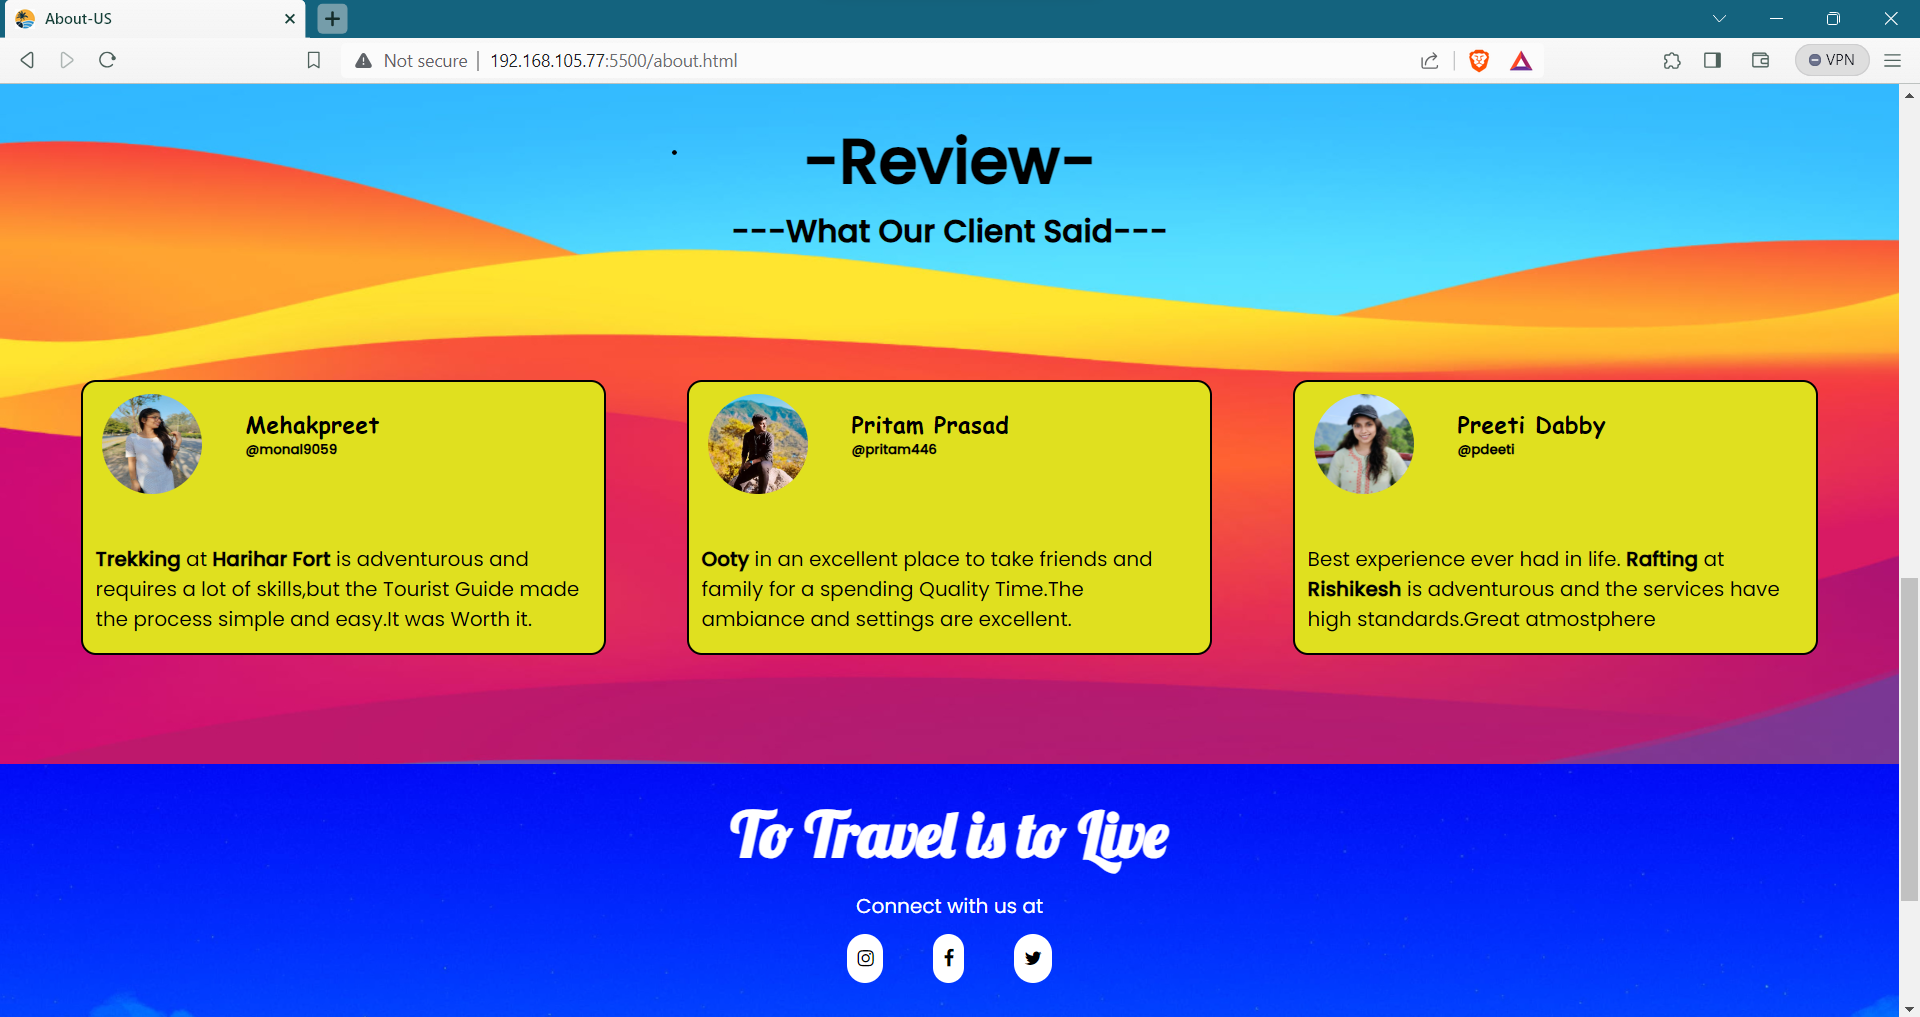 About-US
Not secure | 192.168.105.77:5500/about.html
VPN
-Review-
---What Our Client Said---
Mehakpreet
@monal9059
Trekking at Harihar Fort is adventurous and
requires a lot of skills,but the Tourist Guide made
the process simple and easy.It was Worth it.
Pritam Prasad
@pritam446
Ooty in an excellent place to take friends and
family for a spending Quality Time.The
ambiance and settings are excellent.
Preeti Dabby
@pdeeti
Best experience ever had in life. Rafting at
Rishikesh is adventurous and the services have
high standards.Great atmostphere
To Travel is to Live
Connect with us at